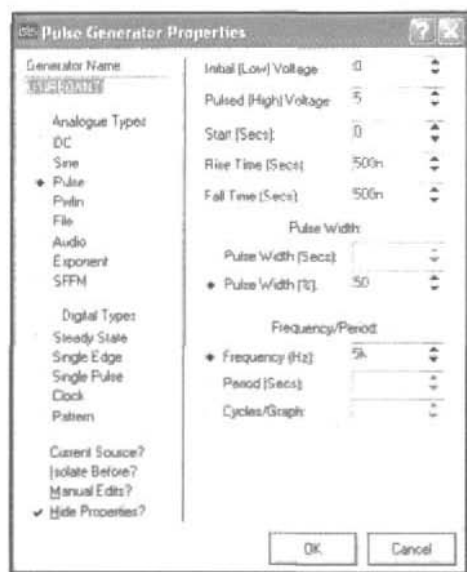 Pulse Generator Properties
Generator Name
Analogue Types
DC
Sine
Pulse
Pwlin
File
Audio
Exponent
SFFM
Digital Types
Steady State
Single Edge
Single Pulse
Clock
Pattern
Current Source?
Isolate Before?
Manual Edits?
Hide Properties?
Initial (Low) Voltage 0
Pulsed (High) Voltage 5
Start (Secs): 0
Rise Time (Secs): 500n
Fall Time (Secs): 500n
Pulse Width:
Pulse Width (Secs):
Pulse Width (%): 50
Frequency/Period:
Frequency (Hz): 5k
Period (Secs):
Cycles/Graph:
OK
Cancel